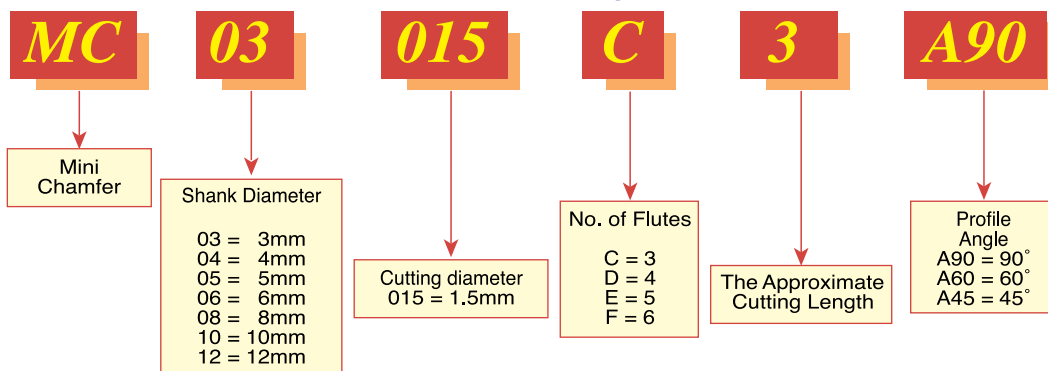 MC 03 015 C 3 A90
Mini
Chamfer
Shank Diameter
03 = 3mm
04 = 4mm
05 = 5mm
06 = 6mm
08 = 8mm
10 = 10mm
12 = 12mm
Cutting diameter
015 = 1.5mm
No. of Flutes
C = 3
D = 4
E = 5
F = 6
The Approximate
Cutting Length
Profile
Angle
A90 = 90°
A60 = 60°
A45 = 45°